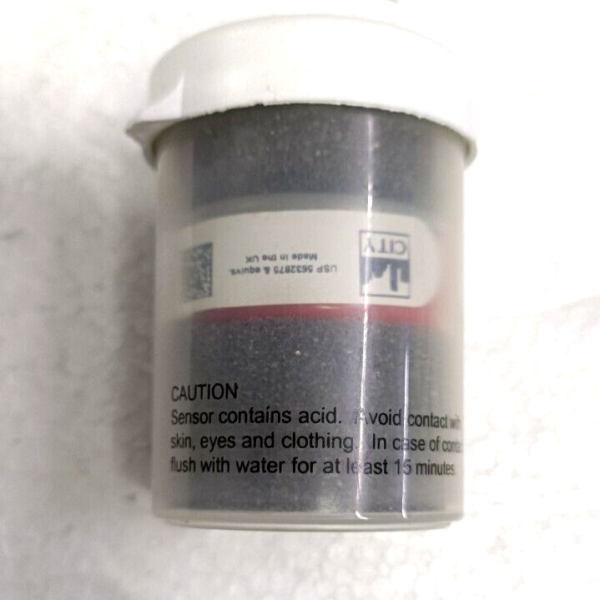 CITY
USP 5632875 & equivs.
Made in the UK
CAUTION
Sensor contains acid. Avoid contact with
skin, eyes and clothing. In case of contact
flush with water for at least 15 minutes.